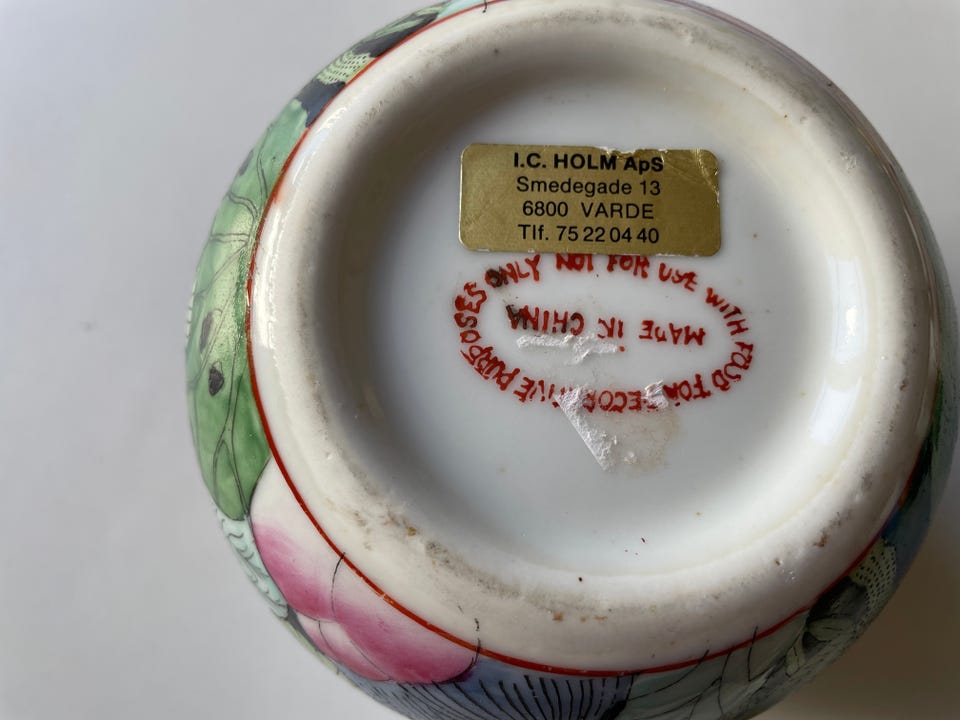 I.C. HOLM ApS
Smedegade 13
6800 VARDE
Tlf. 75 22 04 40
NOT FOR USE WITH FOOD FOR DECORATIVE PURPOSES ONLY
MADE IN CHINA